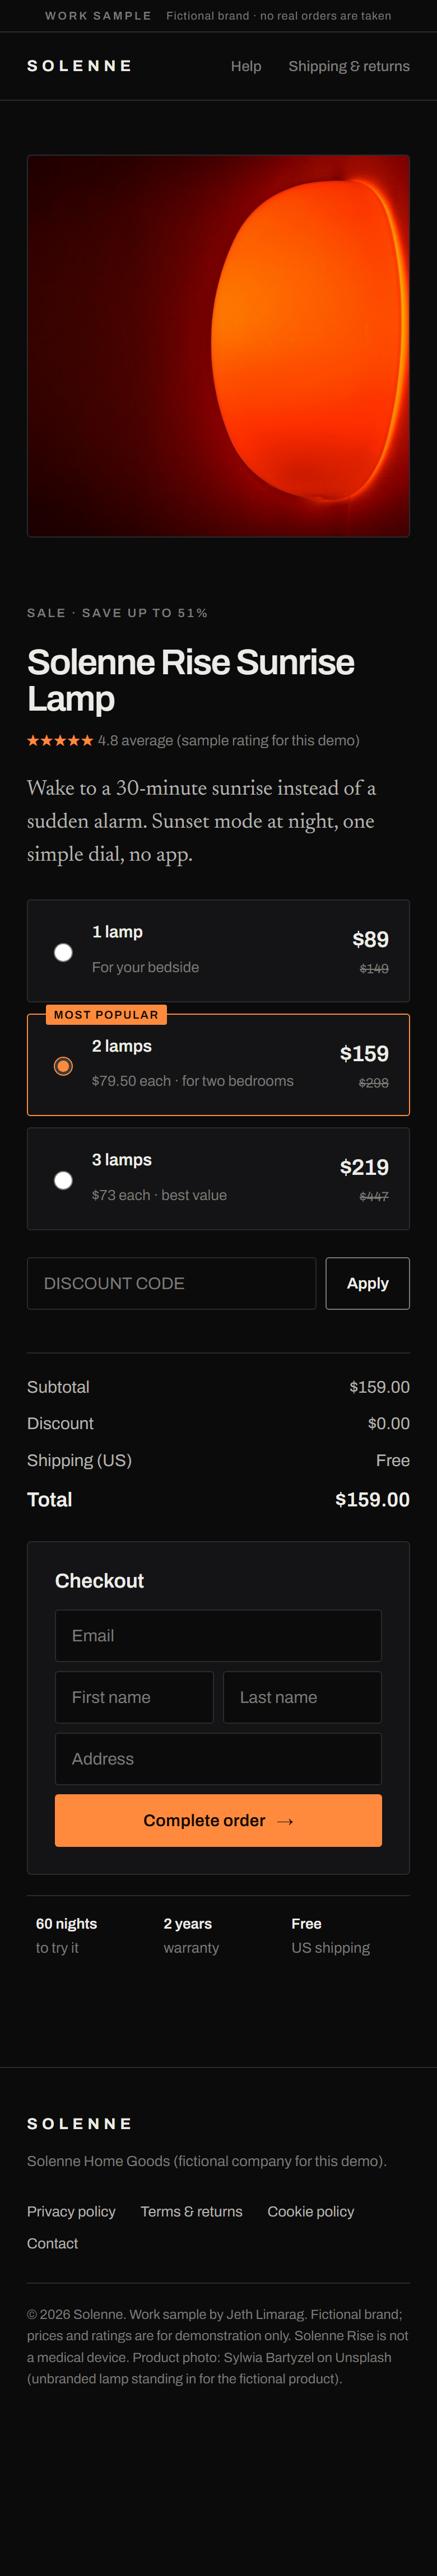 WORK SAMPLE Fictional brand · no real orders are taken
SOLENNE Help Shipping & returns
SALE · SAVE UP TO 51%
Solenne Rise Sunrise
Lamp
★★★★★ 4.8 average (sample rating for this demo)
Wake to a 30-minute sunrise instead of a
sudden alarm. Sunset mode at night, one
simple dial, no app.
1 lamp
$89
For your bedside
$149
MOST POPULAR
2 lamps
$159
$79.50 each · for two bedrooms
$298
3 lamps
$219
$73 each · best value
$447
DISCOUNT CODE Apply
Subtotal $159.00
Discount $0.00
Shipping (US) Free
Total $159.00
Checkout
Email
First name Last name
Address
Complete order →
60 nights 2 years Free
to try it warranty US shipping
SOLENNE
Solenne Home Goods (fictional company for this demo).
Privacy policy Terms & returns Cookie policy
Contact
© 2026 Solenne. Work sample by Jeth Limarag. Fictional brand;
prices and ratings are for demonstration only. Solenne Rise is not
a medical device. Product photo: Sylwia Bartyzel on Unsplash
(unbranded lamp standing in for the fictional product).